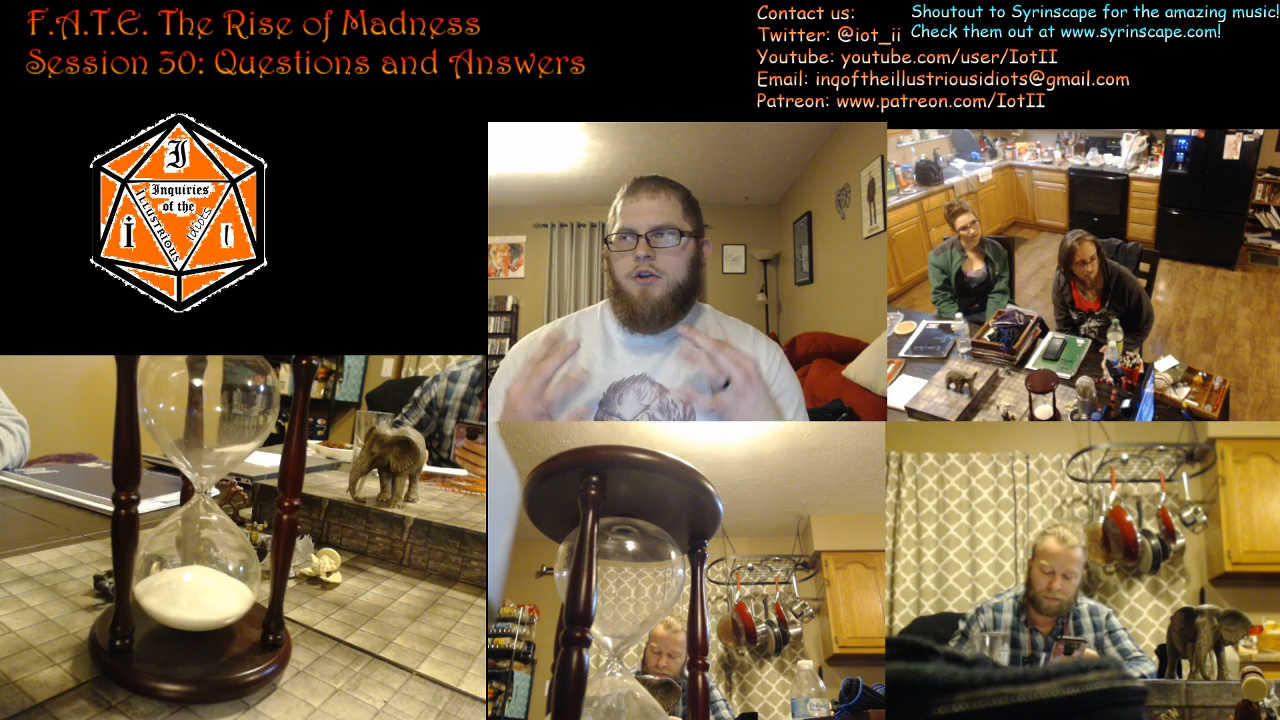 F.A.T.E. The Rise of Madness
Session 30: Questions and Answers
Contact us:
Twitter: @iot_ii
Youtube: youtube.com/user/IotII
Email: inqoftheillustriousidiots@gmail.com
Patreon: www.patreon.com/IotII
Shoutout to Syrinscape for the amazing music!
Check them out at www.syrinscape.com!
I
Inquiries
of the
ILLUSTRIOUS
idiots
i
I